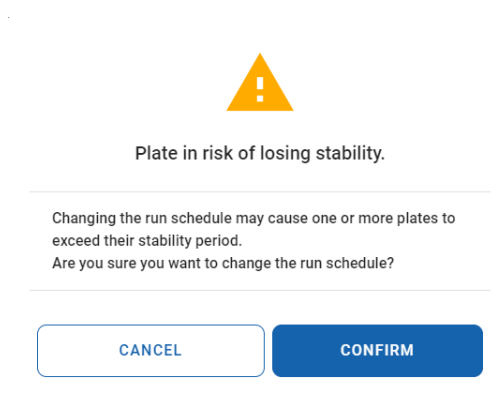 Plate in risk of losing stability.
Changing the run schedule may cause one or more plates to
exceed their stability period.
Are you sure you want to change the run schedule?
CANCEL
CONFIRM